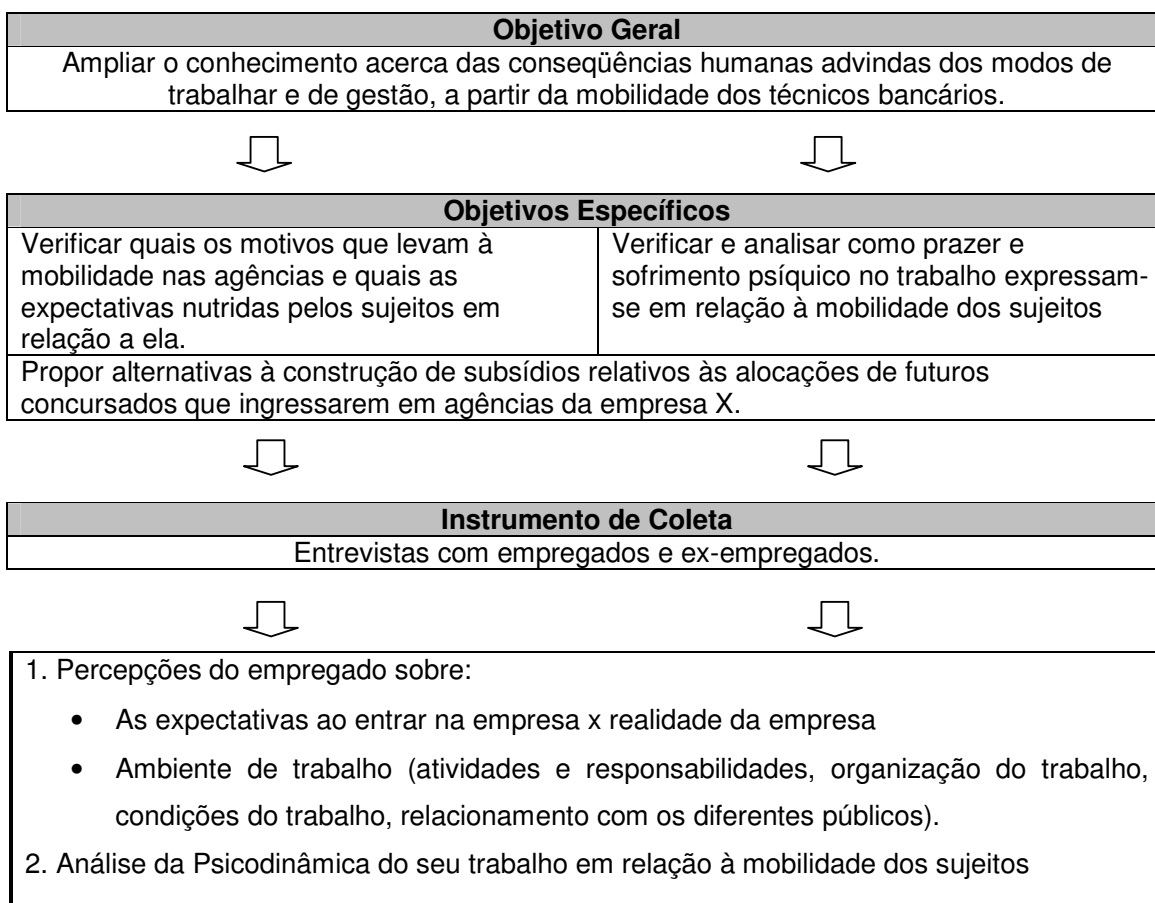 Objetivo Geral
Ampliar o conhecimento acerca das conseqüências humanas advindas dos modos de
trabalhar e de gestão, a partir da mobilidade dos técnicos bancários.
Objetivos Específicos
Verificar quais os motivos que levam à
mobilidade nas agências e quais as
expectativas nutridas pelos sujeitos em
relação a ela.
Verificar e analisar como prazer e
sofrimento psíquico no trabalho expressam-
se em relação à mobilidade dos sujeitos
Propor alternativas à construção de subsídios relativos às alocações de futuros
concursados que ingressarem em agências da empresa X.
Instrumento de Coleta
Entrevistas com empregados e ex-empregados.
1. Percepções do empregado sobre:
• As expectativas ao entrar na empresa x realidade da empresa
• Ambiente de trabalho (atividades e responsabilidades, organização do trabalho,
condições do trabalho, relacionamento com os diferentes públicos).
2. Análise da Psicodinâmica do seu trabalho em relação à mobilidade dos sujeitos